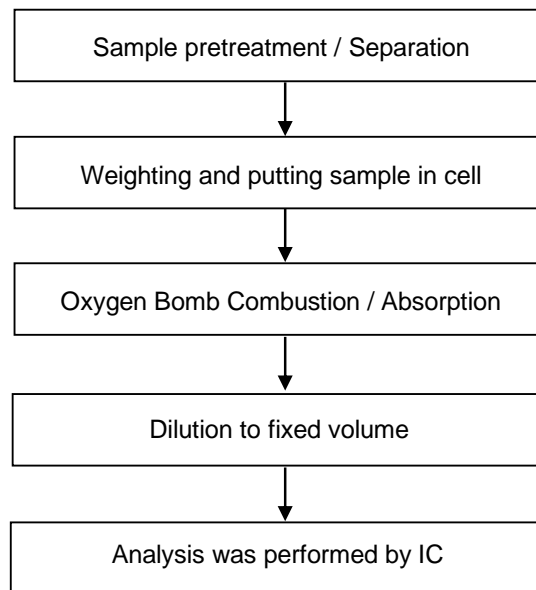 Sample pretreatment / Separation
Weighting and putting sample in cell
Oxygen Bomb Combustion / Absorption
Dilution to fixed volume
Analysis was performed by IC